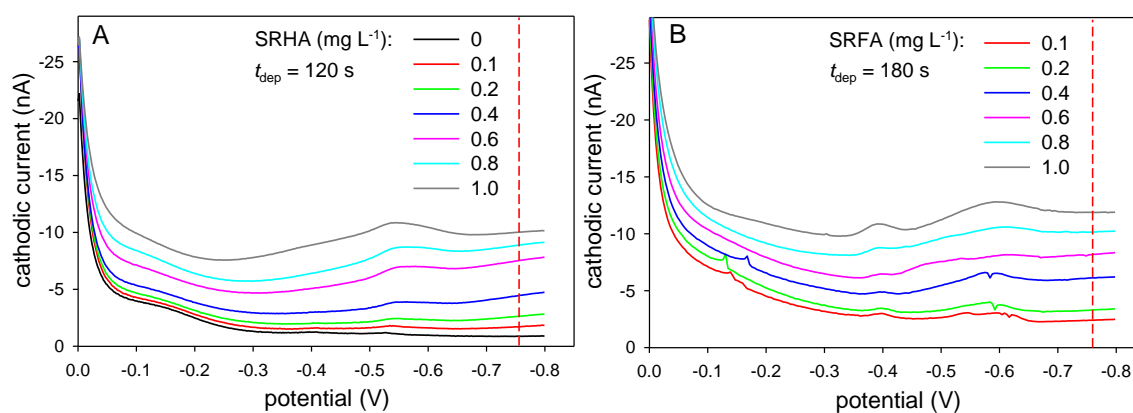 A
SRHA (mg L⁻¹):
t_dep = 120 s
0
0.1
0.2
0.4
0.6
0.8
1.0
cathodic current (nA)
-25
-20
-15
-10
-5
0
0.0 -0.1 -0.2 -0.3 -0.4 -0.5 -0.6 -0.7 -0.8
potential (V)
B
SRFA (mg L⁻¹):
t_dep = 180 s
0.1
0.2
0.4
0.6
0.8
1.0
cathodic current (nA)
-25
-20
-15
-10
-5
0
0.0 -0.1 -0.2 -0.3 -0.4 -0.5 -0.6 -0.7 -0.8
potential (V)